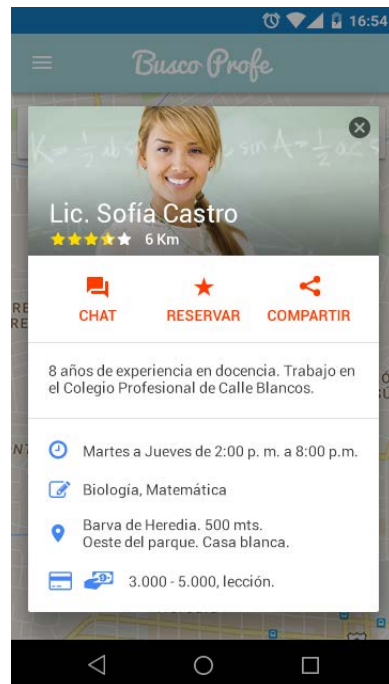 16:54
Busco Profe
Lic. Sofía Castro
6 Km
CHAT RESERVAR COMPARTIR
8 años de experiencia en docencia. Trabajo en
el Colegio Profesional de Calle Blancos.
Martes a Jueves de 2:00 p. m. a 8:00 p.m.
Biología, Matemática
Barva de Heredia. 500 mts.
Oeste del parque. Casa blanca.
3.000 - 5.000, lección.